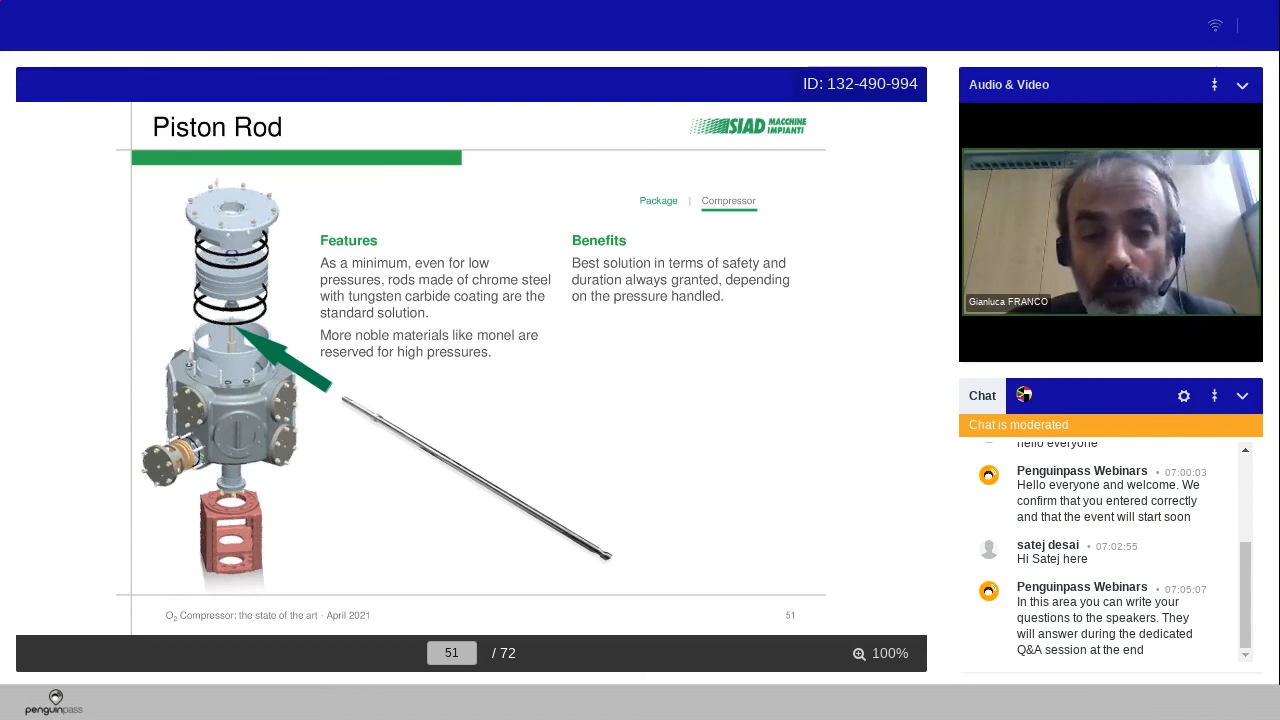 ID: 132-490-994
Piston Rod
SIAD MACCHINE
IMPIANTI
Package | Compressor
Features
As a minimum, even for low
pressures, rods made of chrome steel
with tungsten carbide coating are the
standard solution.
More noble materials like monel are
reserved for high pressures.
Benefits
Best solution in terms of safety and
duration always granted, depending
on the pressure handled.
O2 Compressor: the state of the art - April 2021
51
51 / 72
100%
Audio & Video
Gianluca FRANCO
Chat
Chat is moderated
hello everyone
Penguinpass Webinars • 07:00:03
Hello everyone and welcome. We
confirm that you entered correctly
and that the event will start soon
satej desai • 07:02:55
Hi Satej here
Penguinpass Webinars • 07:05:07
In this area you can write your
questions to the speakers. They
will answer during the dedicated
Q&A session at the end
penguinpass